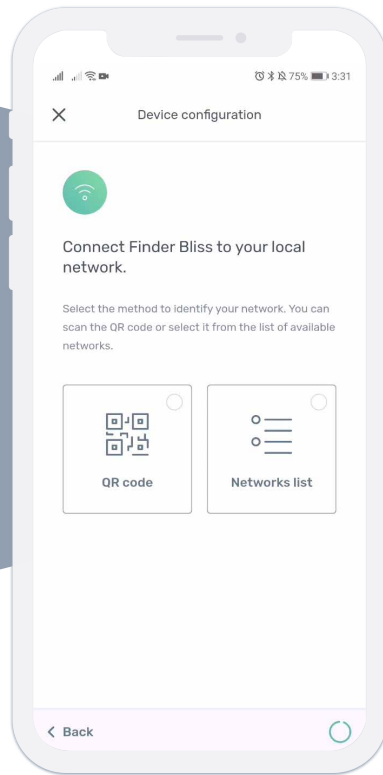 75% 3:31
Device configuration
Connect Finder Bliss to your local
network.
Select the method to identify your network. You can
scan the QR code or select it from the list of available
networks.
QR code
Networks list
Back